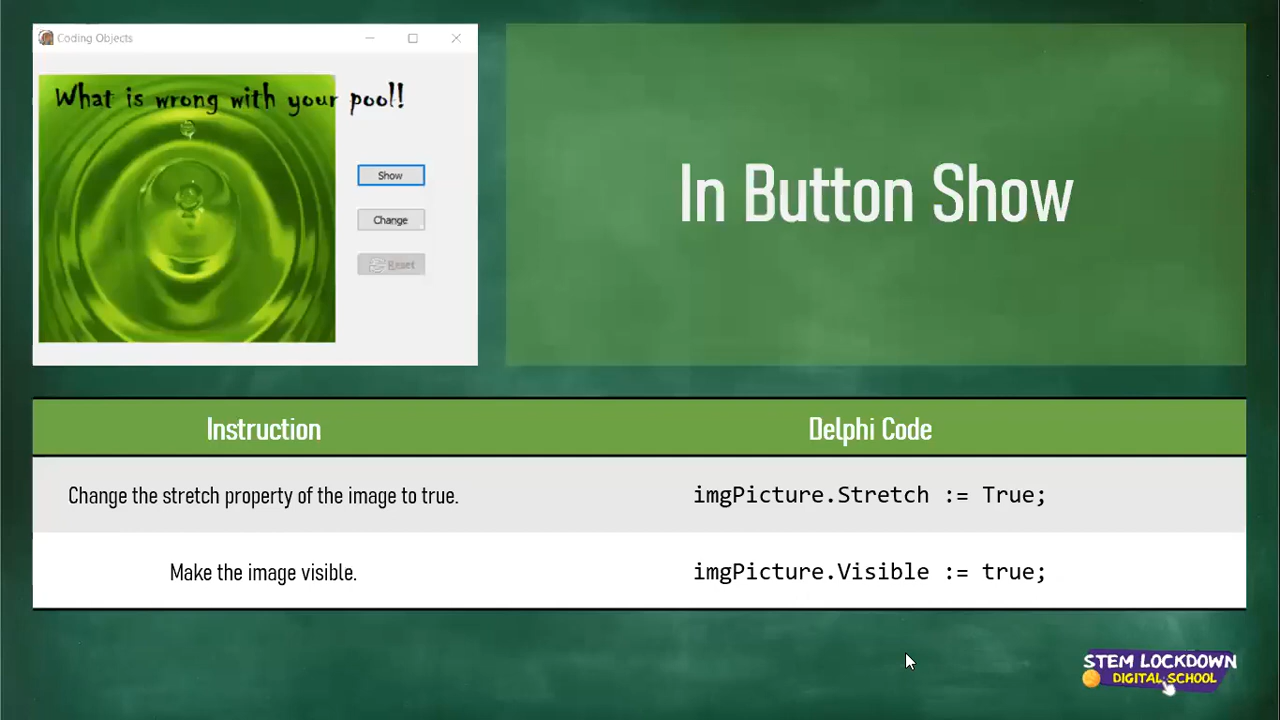 Coding Objects
What is wrong with your pool!
Show
Change
Reset
In Button Show
Instruction
Delphi Code
Change the stretch property of the image to true.
imgPicture.Stretch := True;
Make the image visible.
imgPicture.Visible := true;
STEM LOCKDOWN
DIGITAL SCHOOL